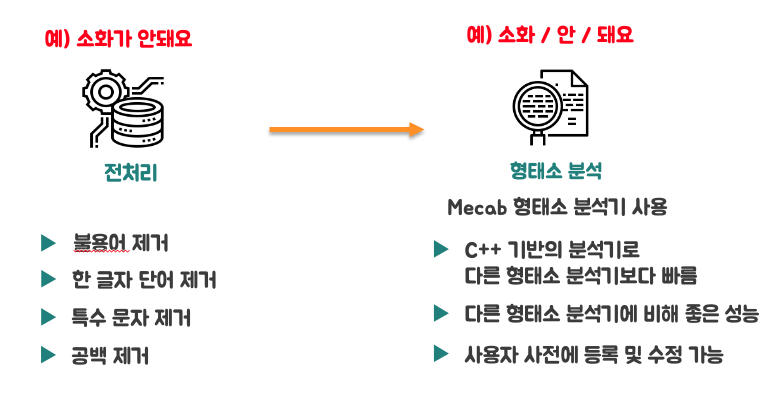 예) 소화가 안돼요
전처리
불용어 제거
한 글자 단어 제거
특수 문자 제거
공백 제거
예) 소화 / 안 / 돼요
형태소 분석
Mecab 형태소 분석기 사용
C++ 기반의 분석기로
다른 형태소 분석기보다 빠름
다른 형태소 분석기에 비해 좋은 성능
사용자 사전에 등록 및 수정 가능